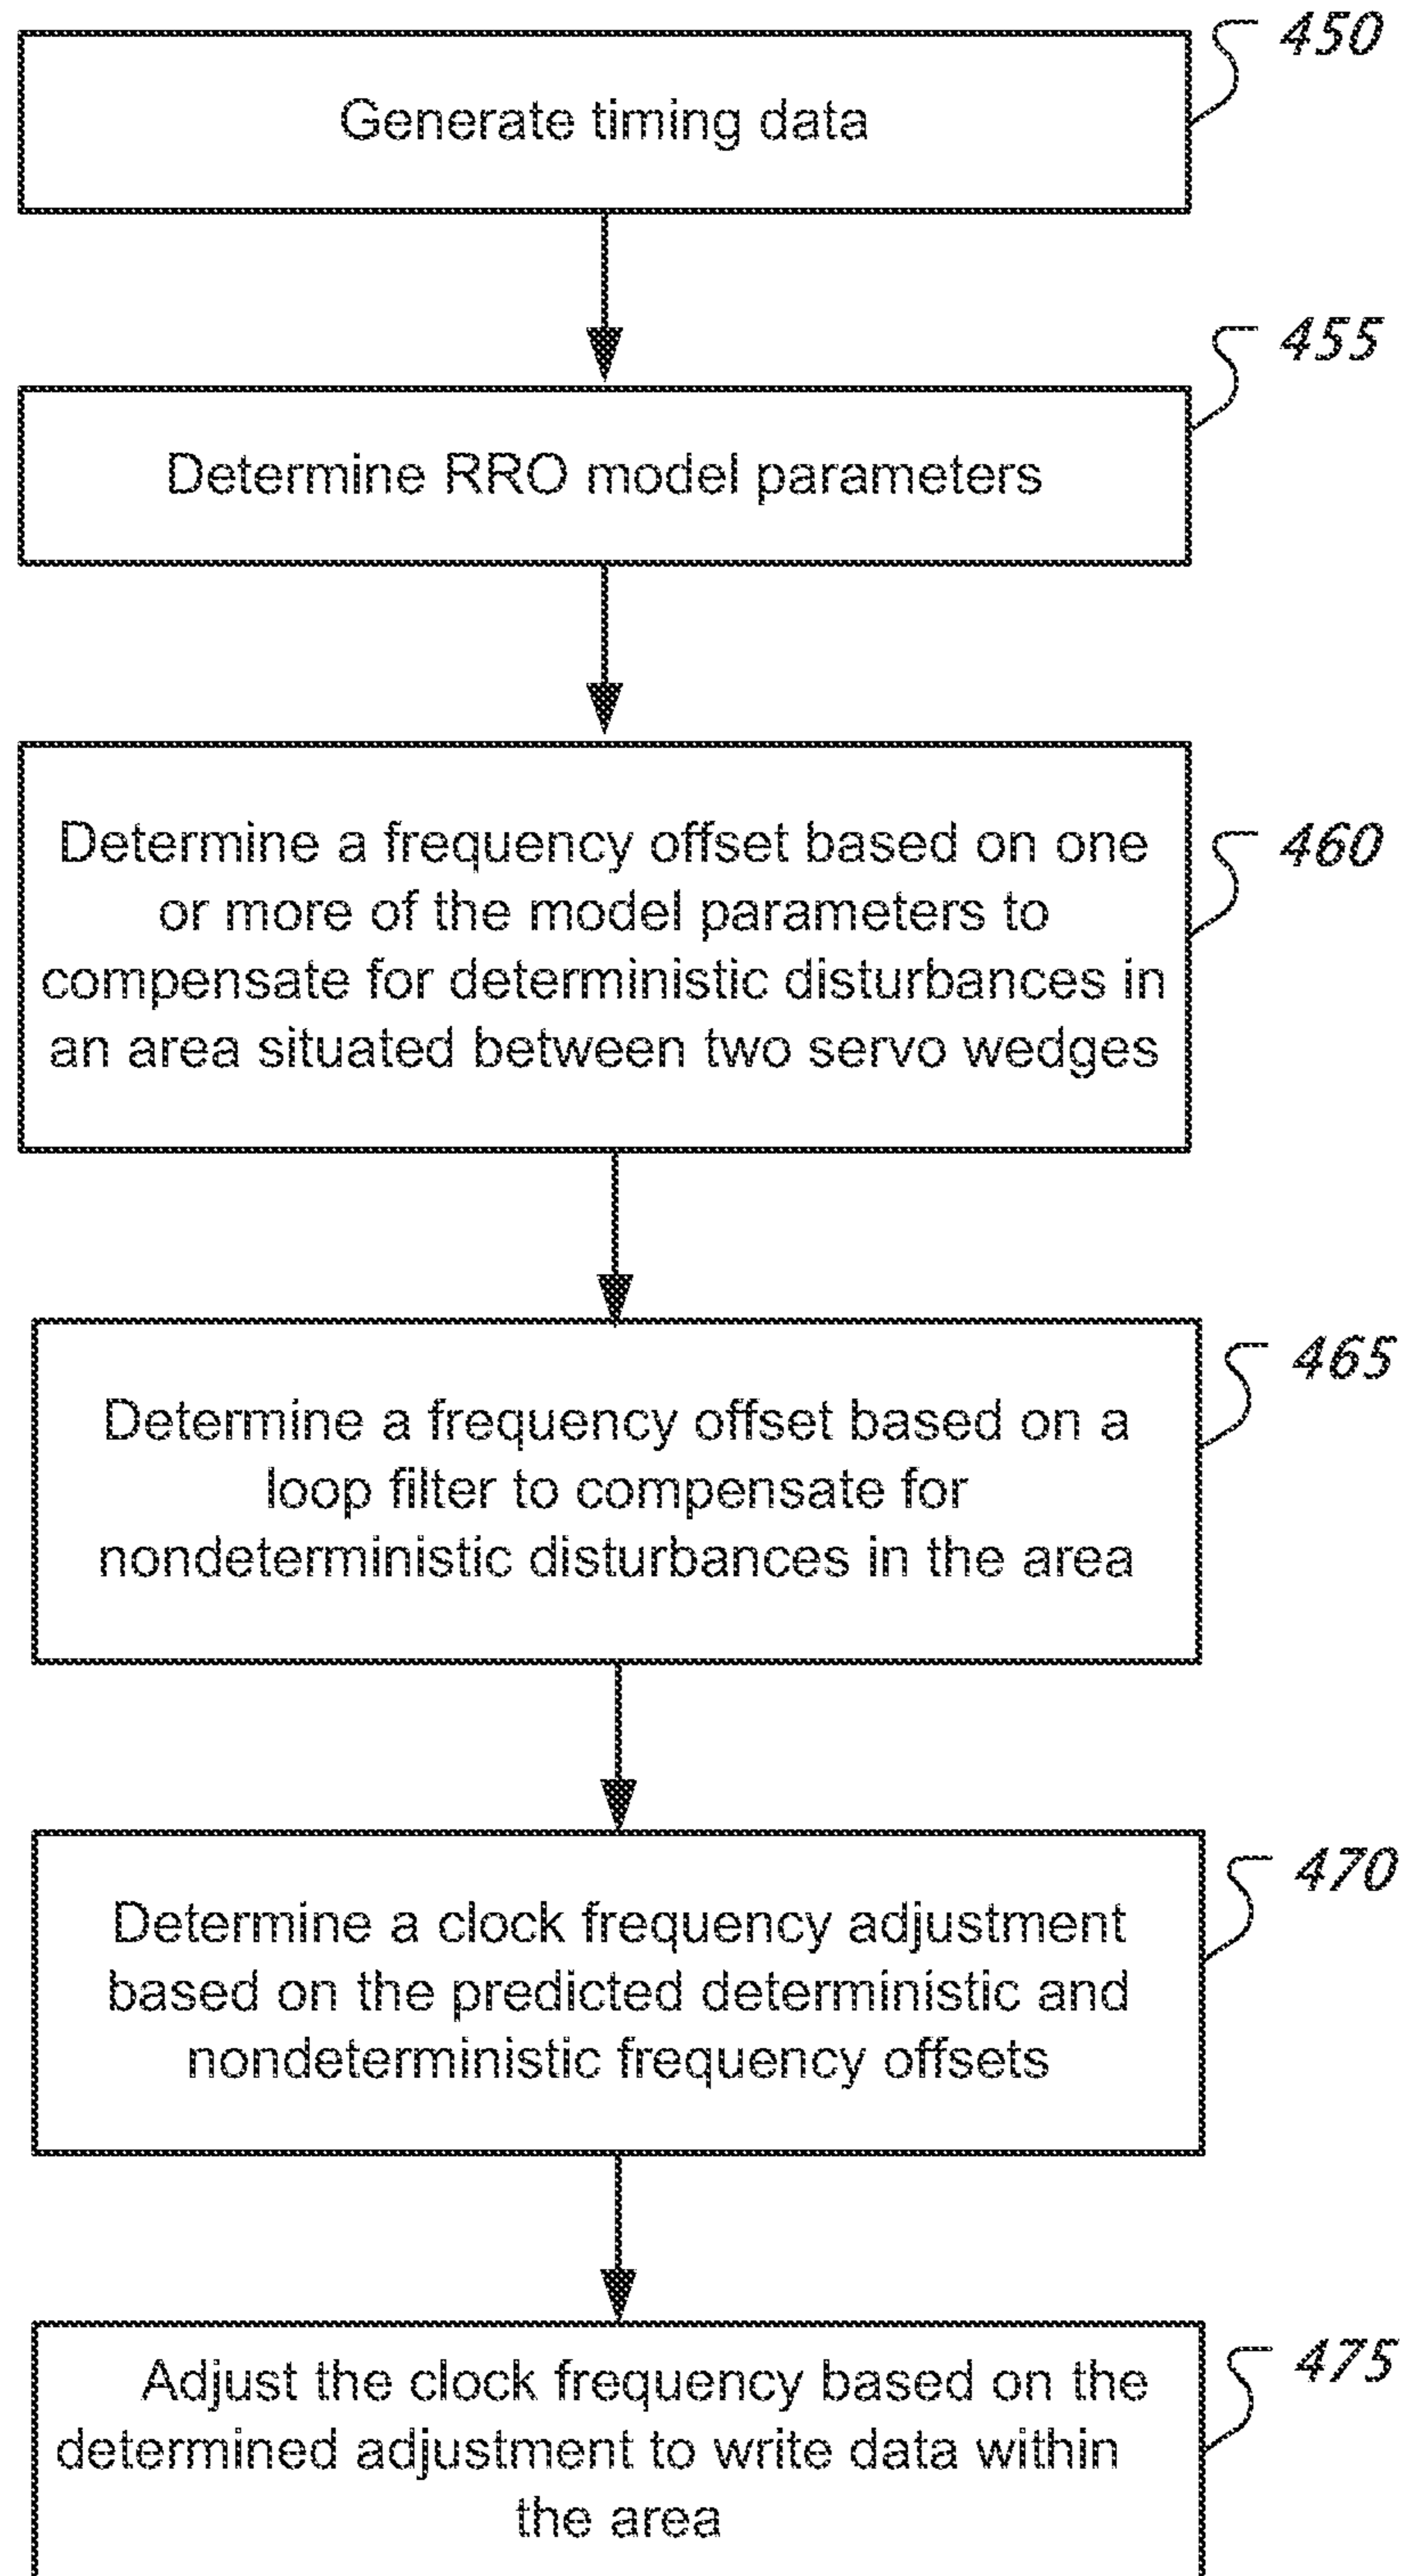 450
Generate timing data
455
Determine RRO model parameters
460
Determine a frequency offset based on one
or more of the model parameters to
compensate for deterministic disturbances in
an area situated between two servo wedges
465
Determine a frequency offset based on a
loop filter to compensate for
nondeterministic disturbances in the area
470
Determine a clock frequency adjustment
based on the predicted deterministic and
nondeterministic frequency offsets
475
Adjust the clock frequency based on the
determined adjustment to write data within
the area